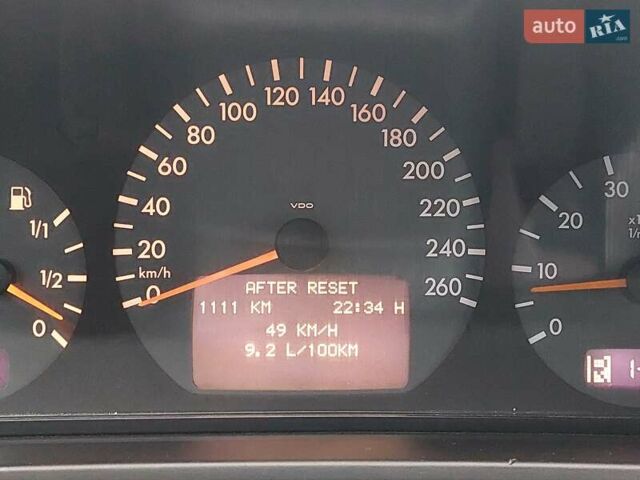 auto RIA .com
0 20 40 60 80 100 120 140 160 180 200 220 240 260
km/h
VDO
1/1
1/2
0
0 10 20 30
AFTER RESET
1111 KM 22:34 H
49 KM/H
9.2 L/100KM